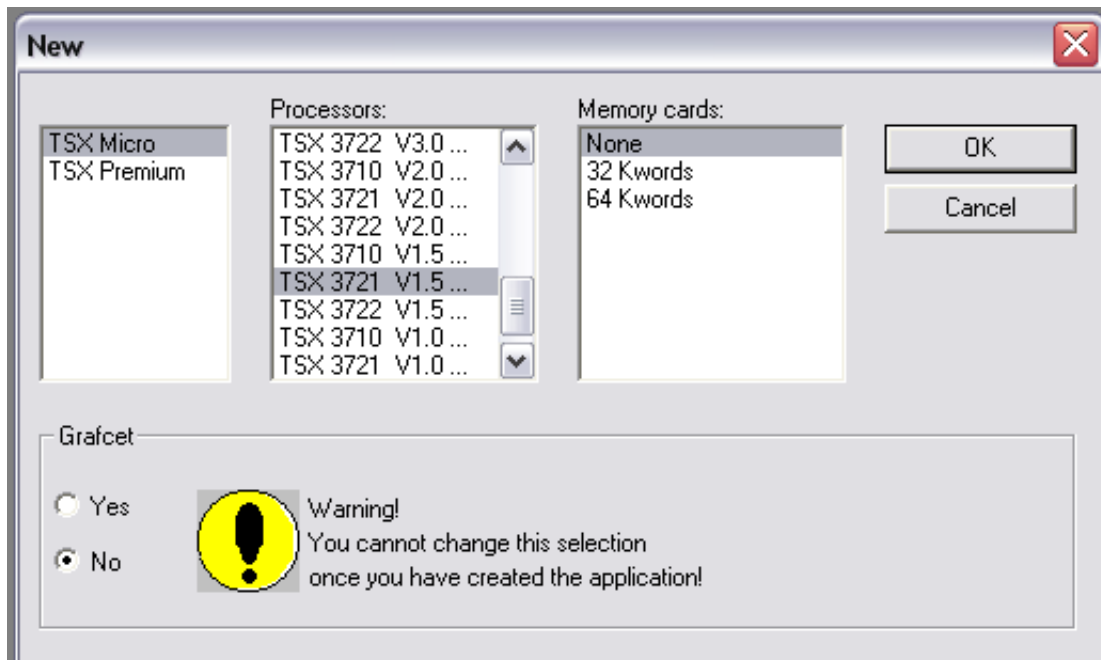 New
Processors:
Memory cards:
TSX Micro
TSX Premium
TSX 3722 V3.0 ...
TSX 3710 V2.0 ...
TSX 3721 V2.0 ...
TSX 3722 V2.0 ...
TSX 3710 V1.5 ...
TSX 3721 V1.5 ...
TSX 3722 V1.5 ...
TSX 3710 V1.0 ...
TSX 3721 V1.0 ...
None
32 Kwords
64 Kwords
OK
Cancel
Grafcet
Yes
No
Warning!
You cannot change this selection
once you have created the application!